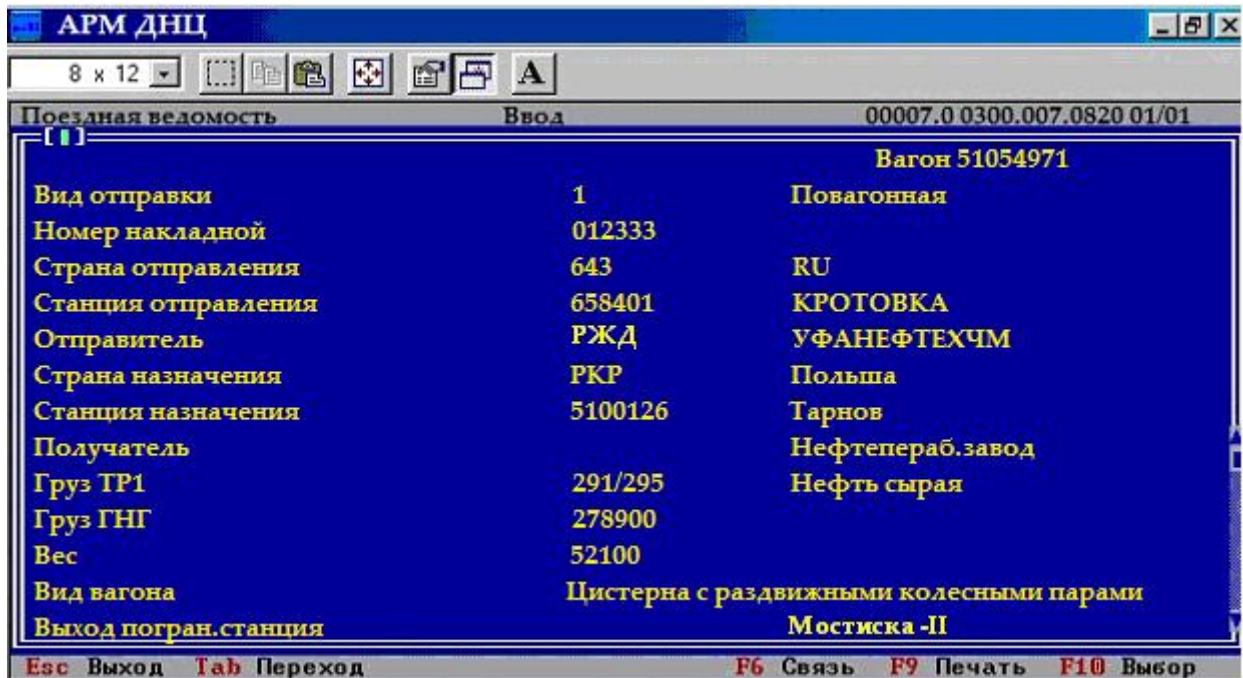 АРМ ДНЦ
8 x 12 A
Поездная ведомость Ввод 00007.0 0300.007.0820 01/01
Вагон 51054971
Вид отправки 1 Повагонная
Номер накладной 012333
Страна отправления 643 RU
Станция отправления 658401 КРОТОВКА
Отправитель РЖД УФАНЕФТЕХЧМ
Страна назначения PKP Польша
Станция назначения 5100126 Тарнов
Получатель Нефтепераб.завод
Груз ТР1 291/295 Нефть сырая
Груз ГНГ 278900
Вес 52100
Вид вагона Цистерна с раздвижными колесными парами
Выход погран.станция Мостиска -II
Esc Выход Tab Переход F6 Связь F9 Печать F10 Выбор